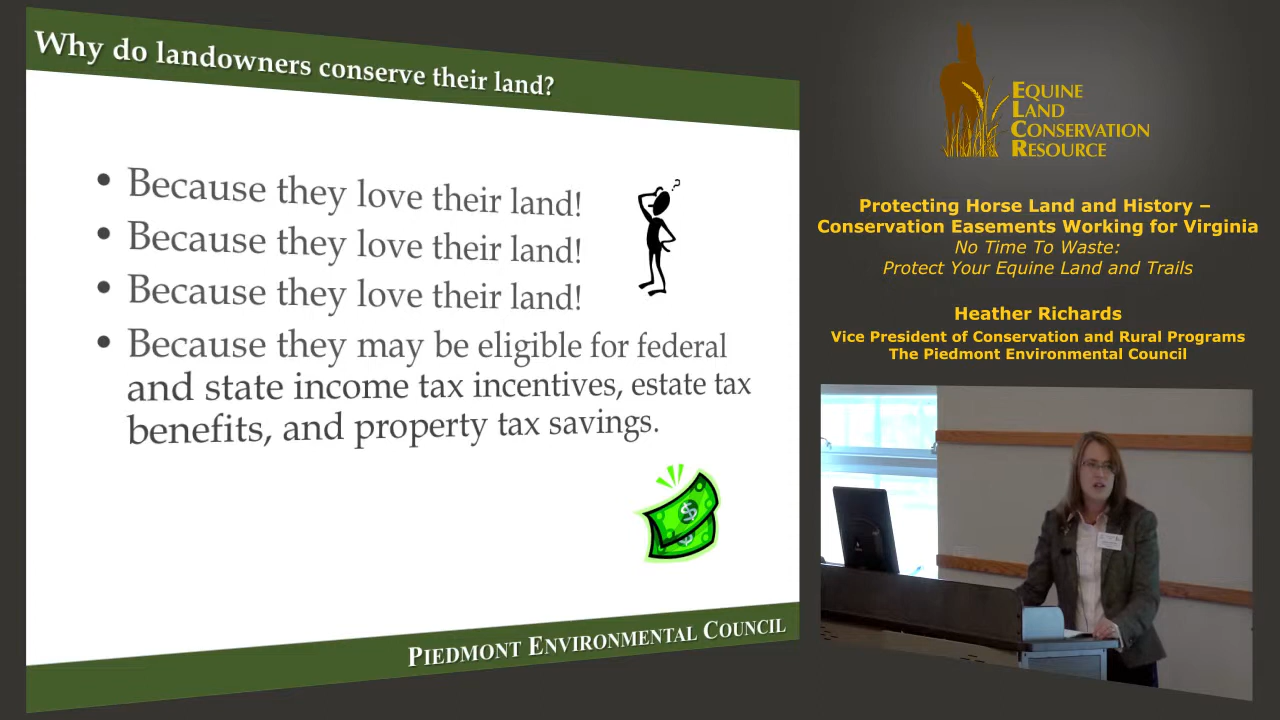 Why do landowners conserve their land?
• Because they love their land!
• Because they love their land!
• Because they love their land!
• Because they may be eligible for federal
and state income tax incentives, estate tax
benefits, and property tax savings.
?
$
$
PIEDMONT ENVIRONMENTAL COUNCIL
EQUINE
LAND
CONSERVATION
RESOURCE
Protecting Horse Land and History –
Conservation Easements Working for Virginia
No Time To Waste:
Protect Your Equine Land and Trails
Heather Richards
Vice President of Conservation and Rural Programs
The Piedmont Environmental Council